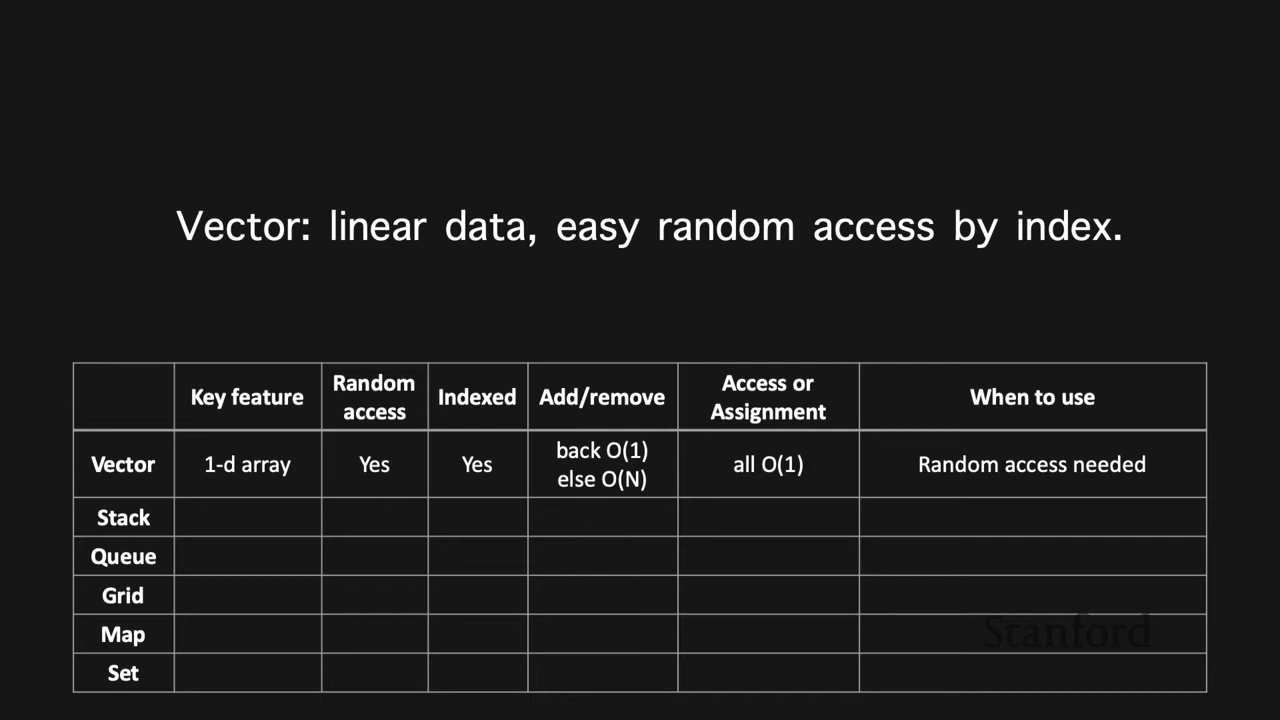 Vector: linear data, easy random access by index.
Key feature Random access Indexed Add/remove Access or Assignment When to use
Vector 1-d array Yes Yes back O(1) else O(N) all O(1) Random access needed
Stack
Queue
Grid
Map
Set
Stanford